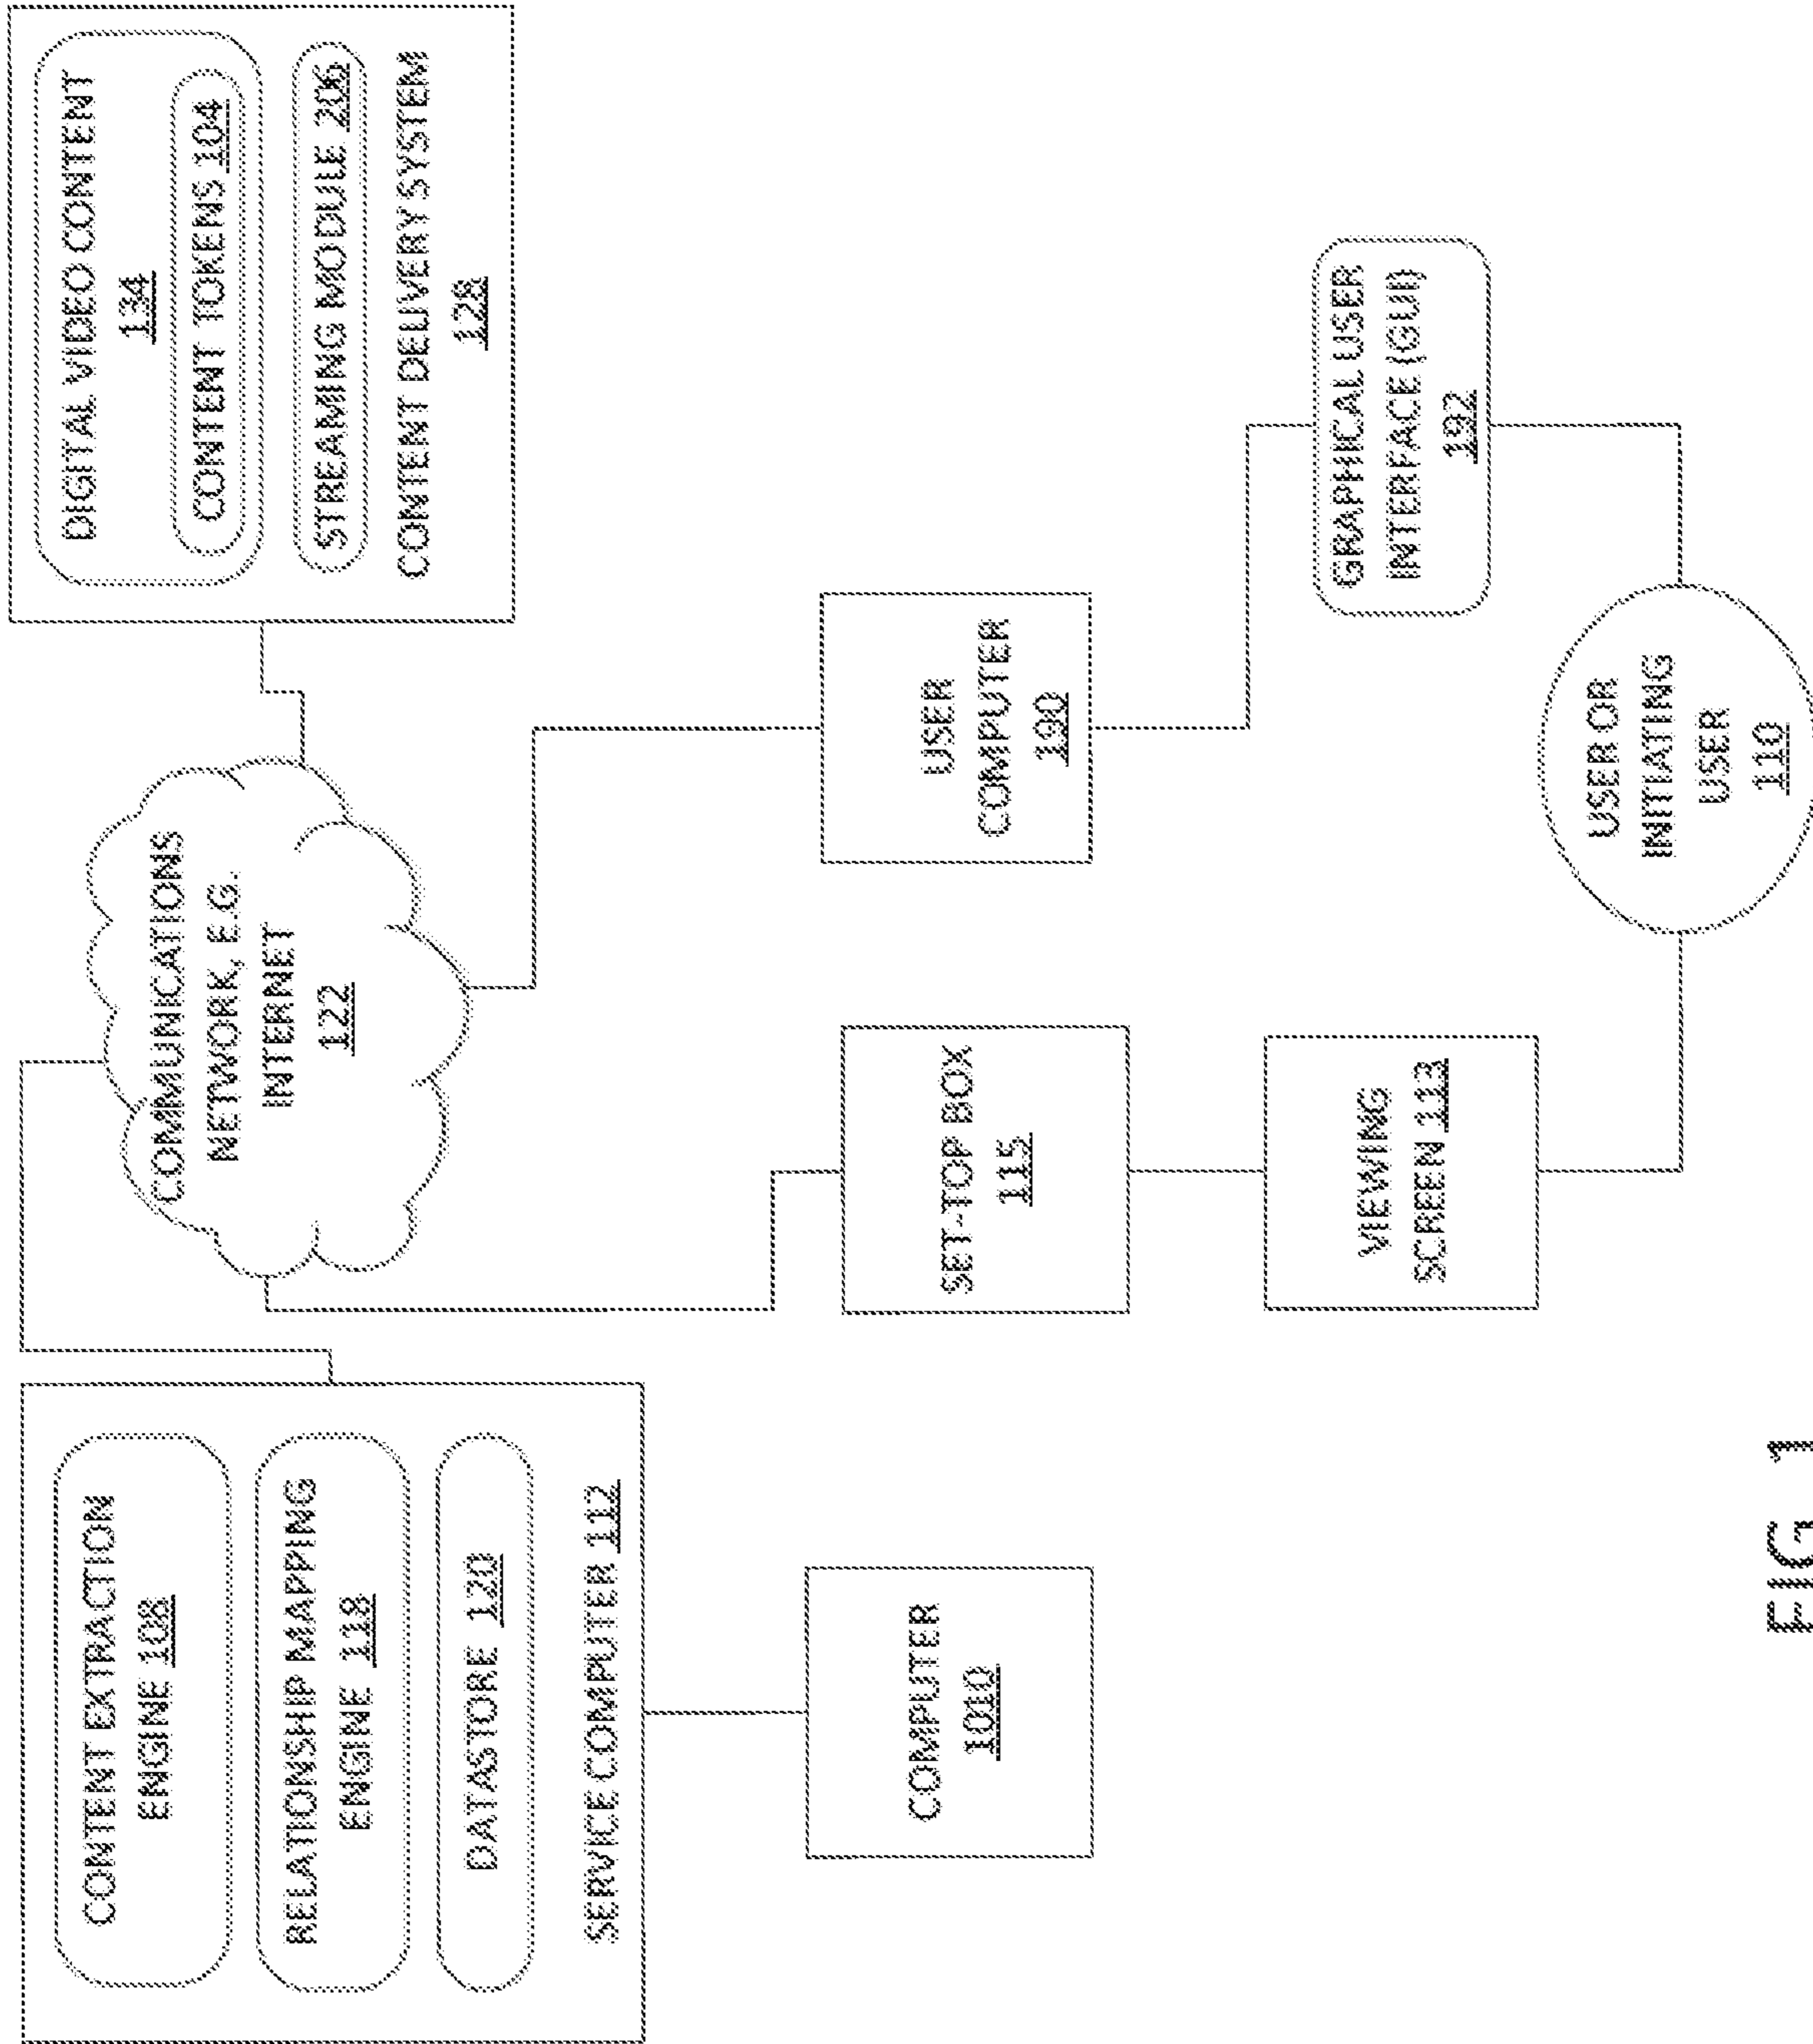 CONTENT EXTRACTION
ENGINE 108
RELATIONSHIP MAPPING
ENGINE 118
DATASTORE 120
SERVICE COMPUTER 112
COMPUTER
1010
COMMUNICATIONS
NETWORK, E.G.
INTERNET
122
DIGITAL VIDEO CONTENT
134
CONTENT TOKENS 104
STREAMING MODULE 206
CONTENT DELIVERY SYSTEM
128
SET-TOP BOX
115
VIEWING
SCREEN 113
USER
COMPUTER
190
GRAPHICAL USER
INTERFACE (GUI)
192
USER OR
INITIATING
USER
110
FIG. 1